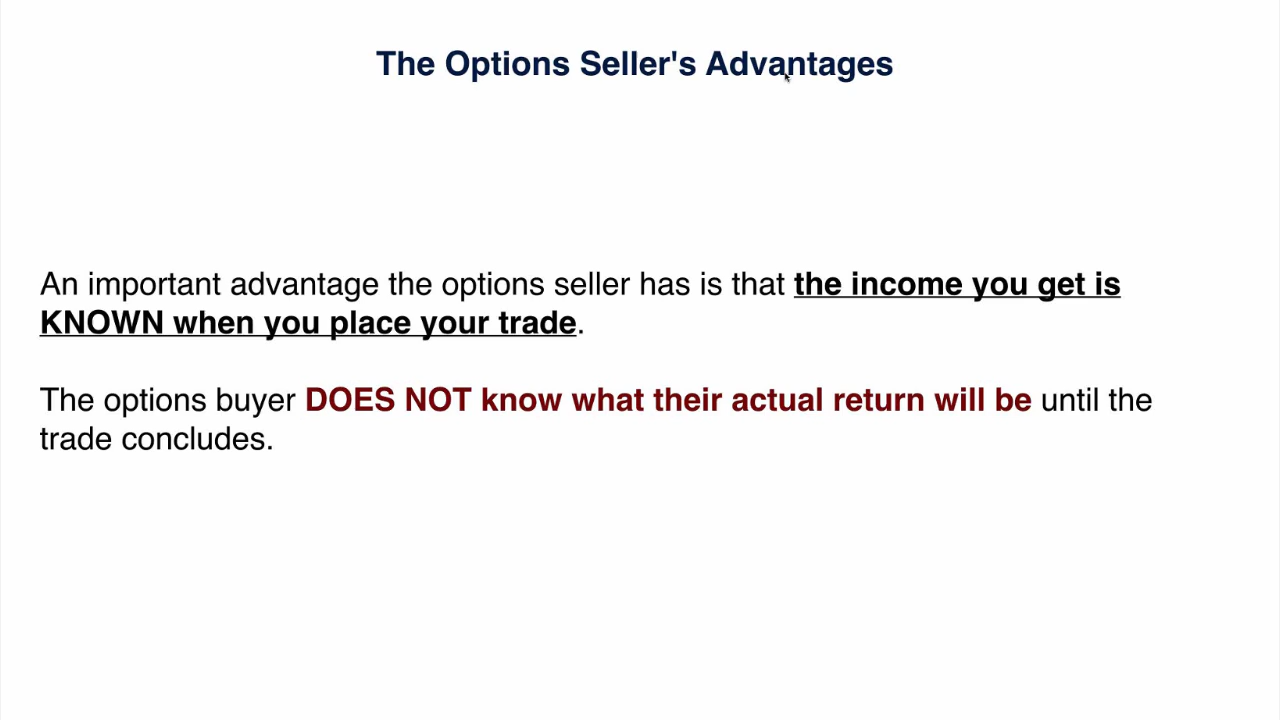 The Options Seller's Advantages
An important advantage the options seller has is that the income you get is
KNOWN when you place your trade.
The options buyer DOES NOT know what their actual return will be until the
trade concludes.